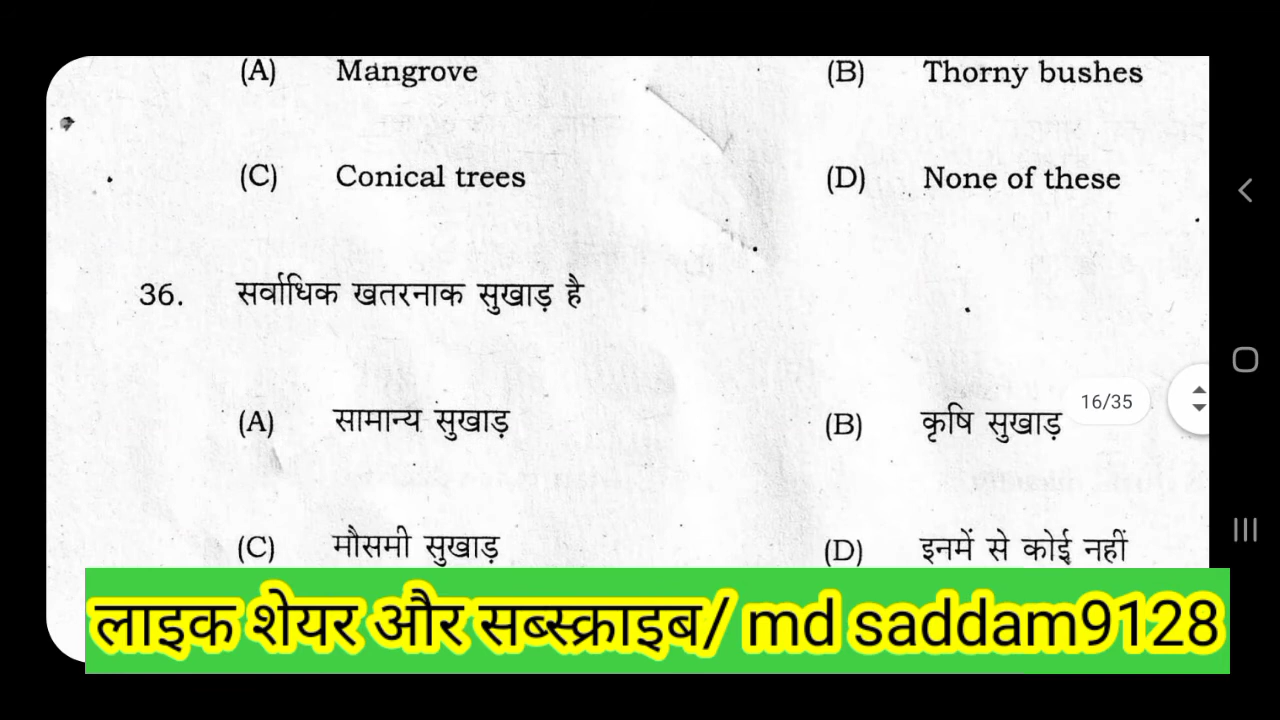 (A) Mangrove (B) Thorny bushes
(C) Conical trees (D) None of these
36. सर्वाधिक खतरनाक सुखाड़ है
16/35
(A) सामान्य सुखाड़ (B) कृषि सुखाड़
(C) मौसमी सुखाड़ (D) इनमें से कोई नहीं
लाइक शेयर और सब्स्क्राइब/ md saddam9128